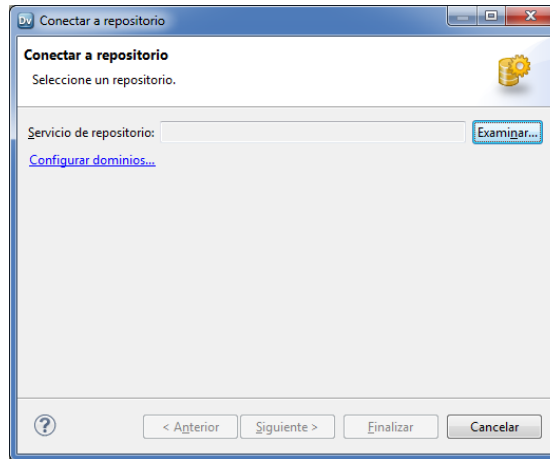 Dv Conectar a repositorio
Conectar a repositorio
Seleccione un repositorio.
Servicio de repositorio:
Examinar...
Configurar dominios...
?
< Anterior
Siguiente >
Finalizar
Cancelar